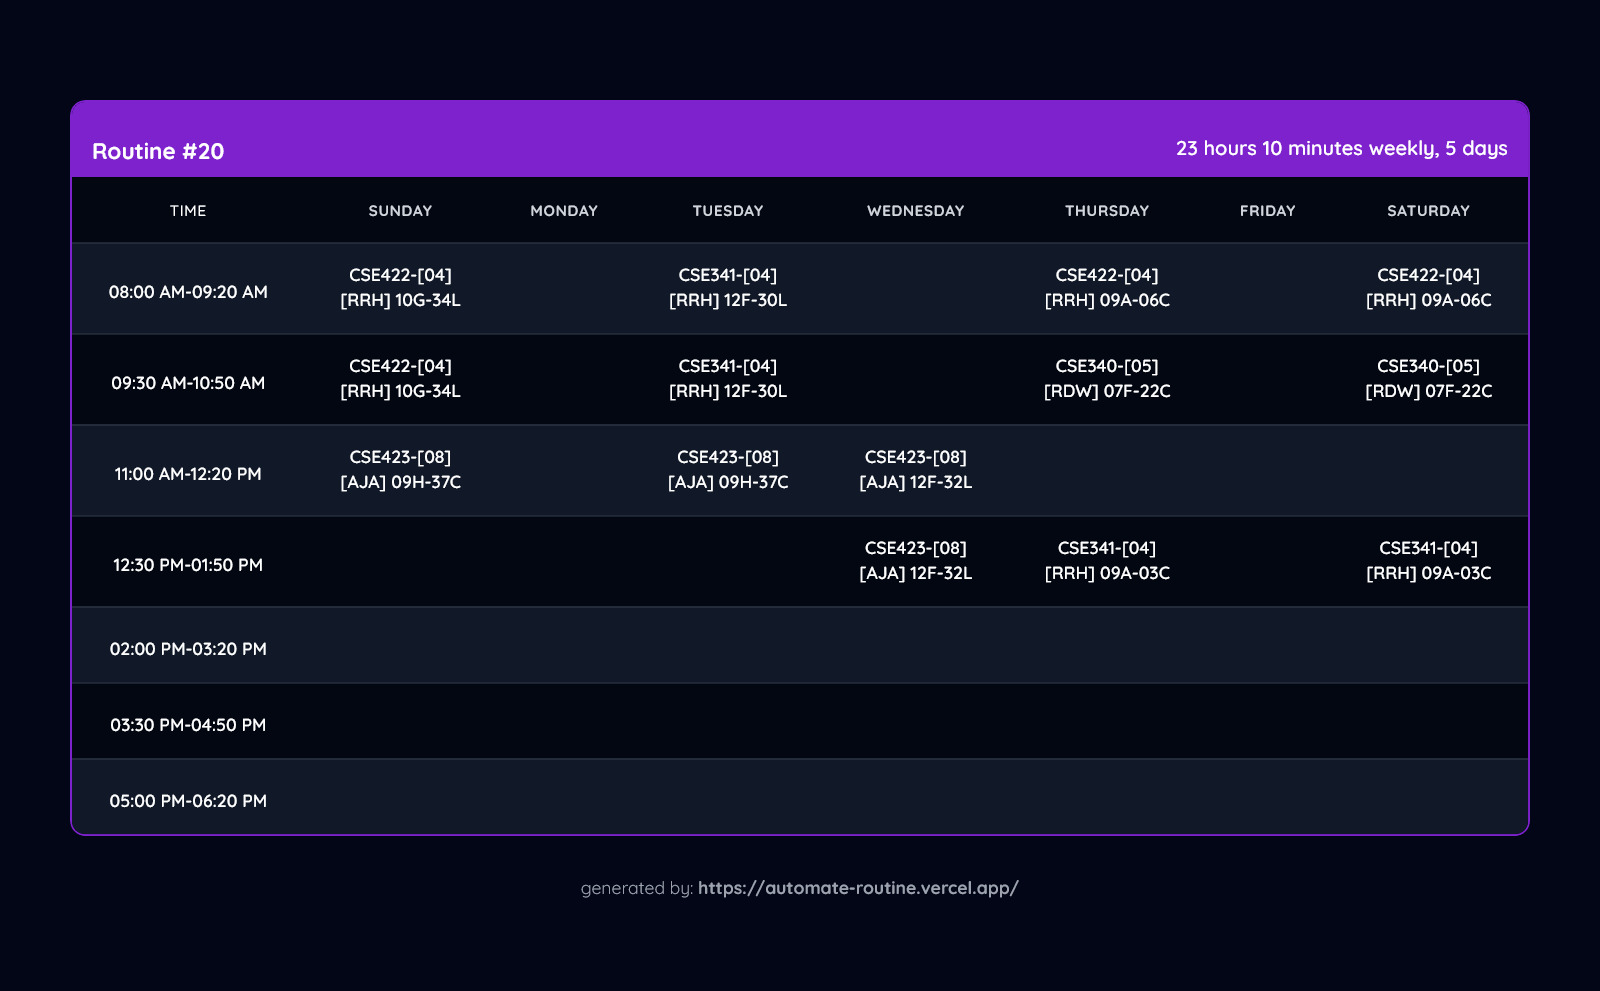 Routine #20
23 hours 10 minutes weekly, 5 days
TIME SUNDAY MONDAY TUESDAY WEDNESDAY THURSDAY FRIDAY SATURDAY
CSE422-[04] CSE341-[04] CSE422-[04] CSE422-[04]
08:00 AM-09:20 AM
[RRH] 10G-34L [RRH] 12F-30L [RRH] 09A-06C [RRH] 09A-06C
CSE422-[04] CSE341-[04] CSE340-[05] CSE340-[05]
09:30 AM-10:50 AM
[RRH] 10G-34L [RRH] 12F-30L [RDW] 07F-22C [RDW] 07F-22C
CSE423-[08] CSE423-[08] CSE423-[08]
11:00 AM-12:20 PM
[AJA] 09H-37C [AJA] 09H-37C [AJA] 12F-32L
CSE423-[08] CSE341-[04] CSE341-[04]
12:30 PM-01:50 PM
[AJA] 12F-32L [RRH] 09A-03C [RRH] 09A-03C
02:00 PM-03:20 PM
03:30 PM-04:50 PM
05:00 PM-06:20 PM
generated by: https://automate-routine.vercel.app/